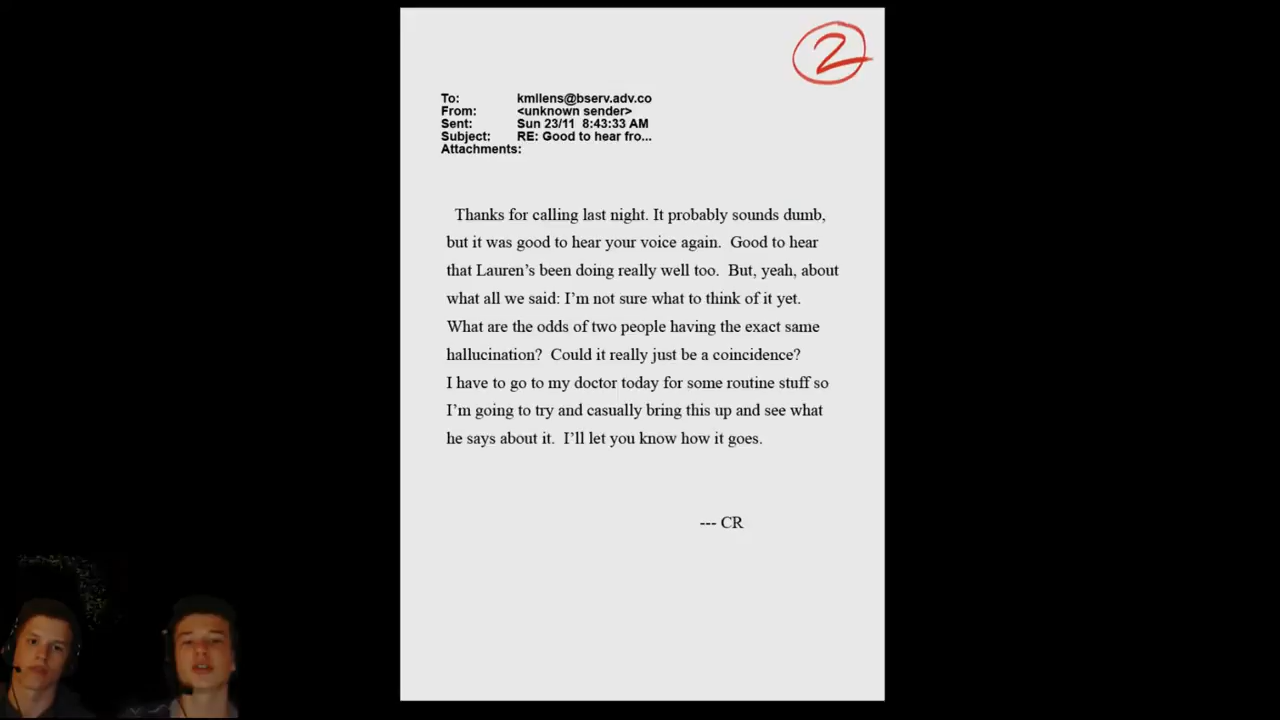 2
To: kmllens@bserv.adv.co
From: <unknown sender>
Sent: Sun 23/11 8:43:33 AM
Subject: RE: Good to hear fro...
Attachments:
Thanks for calling last night. It probably sounds dumb,
but it was good to hear your voice again. Good to hear
that Lauren's been doing really well too. But, yeah, about
what all we said: I'm not sure what to think of it yet.
What are the odds of two people having the exact same
hallucination? Could it really just be a coincidence?
I have to go to my doctor today for some routine stuff so
I'm going to try and casually bring this up and see what
he says about it. I'll let you know how it goes.
--- CR